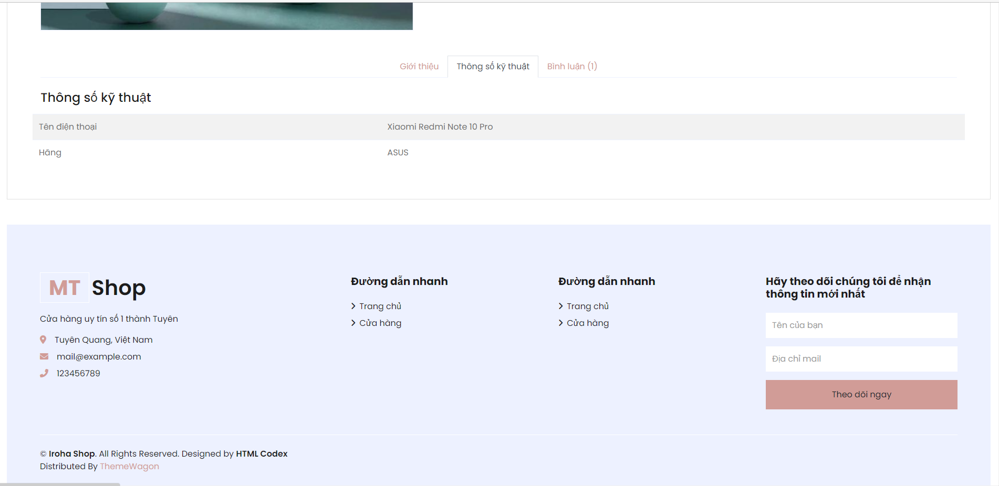 Giới thiệu
Thông số kỹ thuật
Bình luận (1)
Thông số kỹ thuật
Tên điện thoại
Xiaomi Redmi Note 10 Pro
Hãng
ASUS
MT Shop
Cửa hàng uy tín số 1 thành Tuyên
Tuyên Quang, Việt Nam
mail@example.com
123456789
Đường dẫn nhanh
Trang chủ
Cửa hàng
Đường dẫn nhanh
Trang chủ
Cửa hàng
Hãy theo dõi chúng tôi để nhận
thông tin mới nhất
Tên của bạn
Địa chỉ mail
Theo dõi ngay
© Iroha Shop. All Rights Reserved. Designed by HTML Codex
Distributed By ThemeWagon